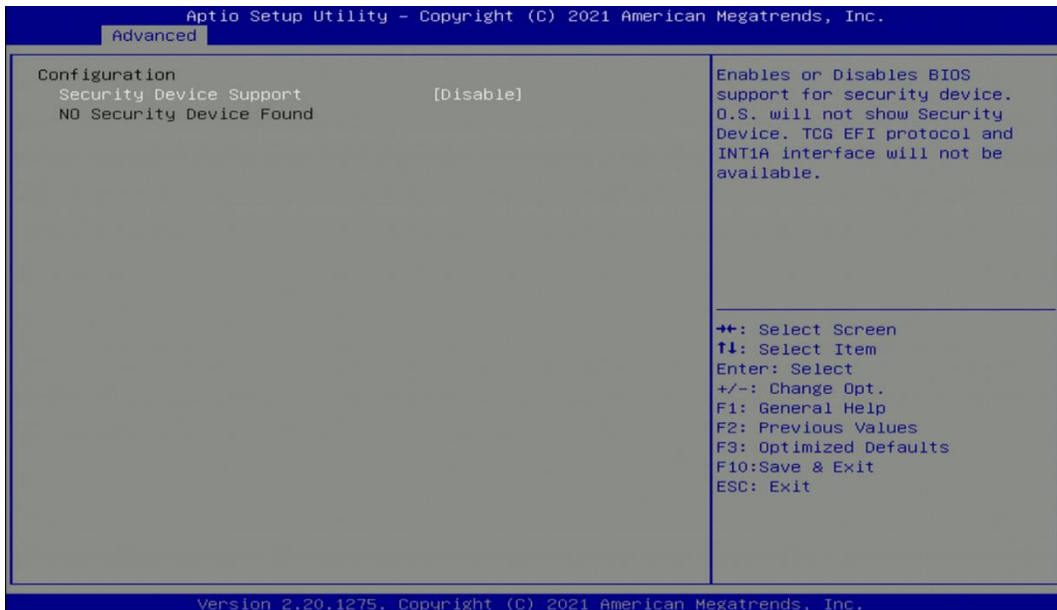 Aptio Setup Utility – Copyright (C) 2021 American Megatrends, Inc.
Advanced
Configuration
Security Device Support [Disable]
NO Security Device Found
Enables or Disables BIOS
support for security device.
O.S. will not show Security
Device. TCG EFI protocol and
INT1A interface will not be
available.
→←: Select Screen
↑↓: Select Item
Enter: Select
+/-: Change Opt.
F1: General Help
F2: Previous Values
F3: Optimized Defaults
F10:Save & Exit
ESC: Exit
Version 2.20.1275. Copyright (C) 2021 American Megatrends, Inc.